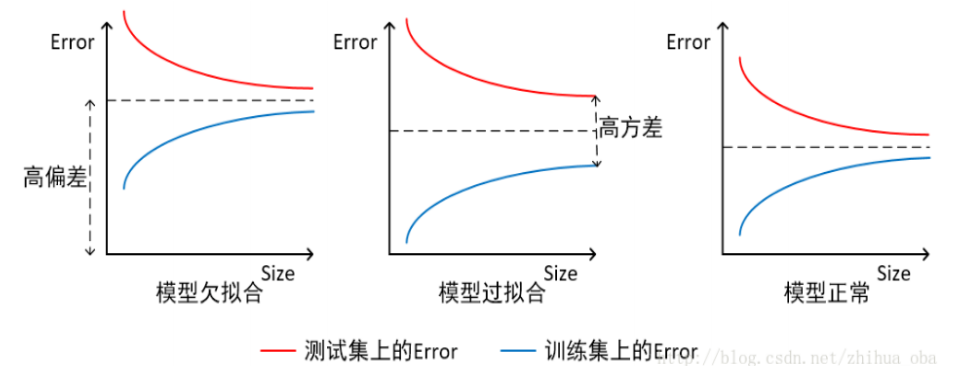 Error
Error
Error
高偏差
高方差
Size
Size
Size
模型欠拟合
模型过拟合
模型正常
测试集上的Error
训练集上的Error
http://blog.csdn.net/zhihua_oba